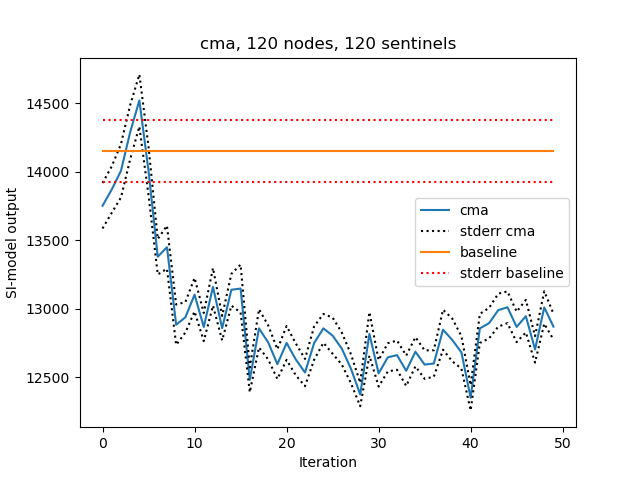 cma, 120 nodes, 120 sentinels
14500
14000
13500
13000
12500
SI-model output
cma
stderr cma
baseline
stderr baseline
0
10
20
30
40
50
Iteration